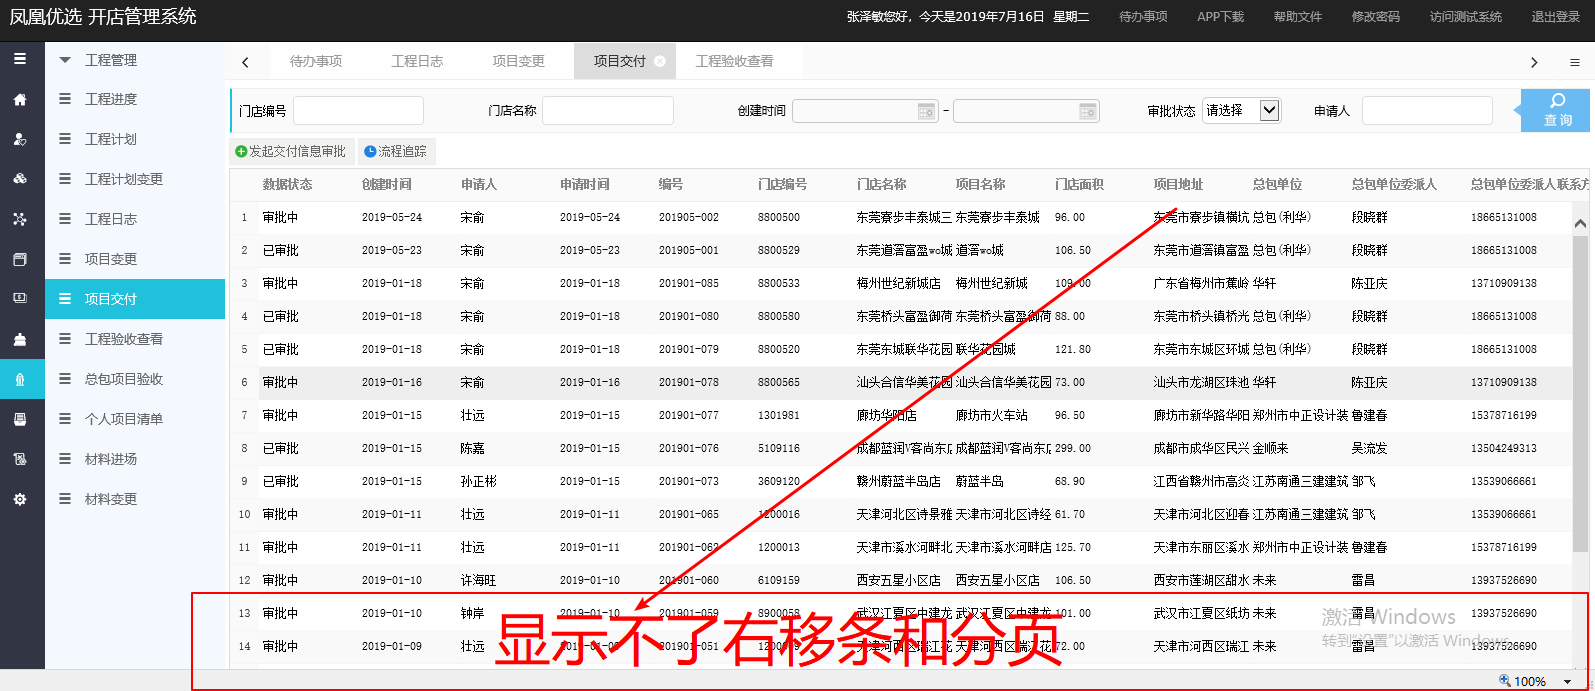 凤凰优选 开店管理系统 张泽敏您好，今天是2019年7月16日 星期二 待办事项 APP下载 帮助文件 修改密码 访问测试系统 退出登录
工程管理 待办事项 工程日志 项目变更 项目交付 工程验收查看
工程进度
工程计划
工程计划变更
工程日志
项目变更
项目交付
工程验收查看
总包项目验收
个人项目清单
材料进场
材料变更
门店编号 门店名称 创建时间 - 审批状态 请选择 申请人 查 询
发起交付信息审批 流程追踪
数据状态 创建时间 申请人 申请时间 编号 门店编号 门店名称 项目名称 门店面积 项目地址 总包单位 总包单位委派人 总包单位委派人联系方
1 审批中 2019-05-24 宋俞 2019-05-24 201905-002 8800500 东莞寮步丰泰城三 东莞寮步丰泰城 96.00 东莞市寮步镇横坑 总包(利华) 段晓群 18665131008
2 已审批 2019-05-23 宋俞 2019-05-23 201905-001 8800529 东莞道滘富盈wo城 道滘wo城 106.50 东莞市道滘镇富盈 总包(利华) 段晓群 18665131008
3 审批中 2019-01-18 宋俞 2019-01-18 201901-085 8800533 梅州世纪新城店 梅州世纪新城 109.00 广东省梅州市蕉岭 华轩 陈亚庆 13710909138
4 已审批 2019-01-18 宋俞 2019-01-18 201901-080 8800580 东莞桥头富盈御荷 东莞桥头富盈御荷 88.00 东莞市桥头镇桥光 总包(利华) 段晓群 18665131008
5 已审批 2019-01-18 宋俞 2019-01-18 201901-079 8800520 东莞东城联华花园 联华花园城 121.80 东莞市东城区环城 总包(利华) 段晓群 18665131008
6 审批中 2019-01-16 宋俞 2019-01-16 201901-078 8800565 汕头合信华美花园 汕头合信华美花园 73.00 汕头市龙湖区珠池 华轩 陈亚庆 13710909138
7 审批中 2019-01-15 壮远 2019-01-15 201901-077 1301981 廊坊华阳店 廊坊市火车站 96.50 廊坊市新华路华阳 郑州市中正设计装 鲁建春 15378716199
8 已审批 2019-01-15 陈嘉 2019-01-15 201901-076 5109116 成都蓝润V客尚东店 成都蓝润V客尚东店 299.00 成都市成华区民兴 金顺来 吴流发 13504249313
9 已审批 2019-01-15 孙正彬 2019-01-15 201901-073 3609120 赣州蔚蓝半岛店 蔚蓝半岛 68.90 江西省赣州市高炎 江苏南通三建建筑 邹飞 13539066661
10 审批中 2019-01-11 壮远 2019-01-11 201901-065 1200016 天津河北区诗景雅 天津市河北区诗经 61.70 天津市河北区迎春 江苏南通三建建筑 邹飞 13539066661
11 审批中 2019-01-11 壮远 2019-01-11 201901-062 1200013 天津市溪水河畔北 天津市溪水河畔店 125.70 天津市东丽区溪水 郑州市中正设计装 鲁建春 15378716199
12 审批中 2019-01-10 许海旺 2019-01-10 201901-060 6109159 西安五星小区店 西安五星小区店 106.50 西安市莲湖区甜水 未来 雷昌 13937526690
13 审批中 2019-01-10 钟岸 2019-01-10 201901-059 8900058 武汉江夏区中建龙 武汉江夏区中建龙 101.00 武汉市江夏区纸坊 未来 雷昌 13937526690
14 审批中 2019-01-09 壮远 天津河西区瑞江花 天津河西区瑞江花 72.00 天津市河西区瑞江 未来 雷昌 13937526690
显示不了右移条和分页
激活 Windows
转到"设置"以激活 Windows
100%